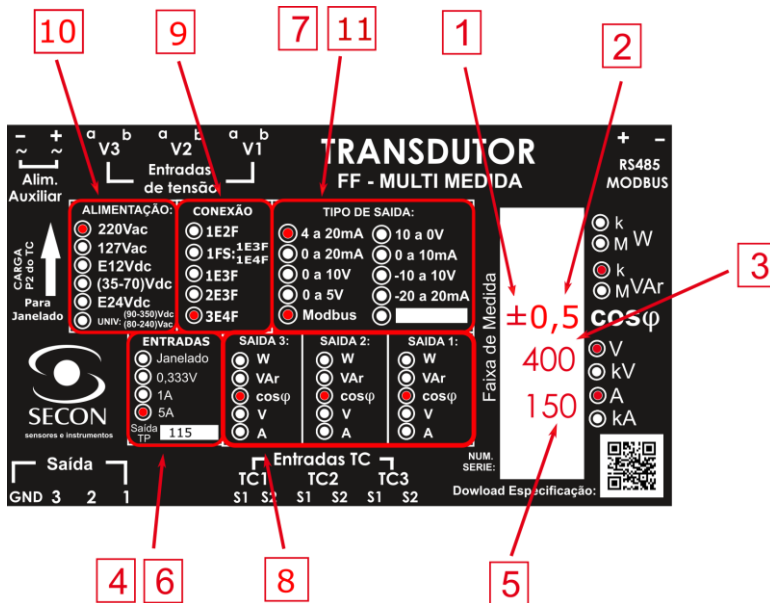 10
9
7
11
1
2
- +
~ ~
a b
V3
a b
V2
a b
V1
Alim.
Auxiliar
Entradas
de tensão
TRANSDUTOR
FF - MULTI MEDIDA
+ -
RS485
MODBUS
CARGA
P2 do TC
Para
Janelado
ALIMENTAÇÃO:
220Vac
127Vac
E12Vdc
(35-70)Vdc
E24Vdc
UNIV: (90-350)Vdc
(80-240)Vac
CONEXÃO
1E2F
1FS: 1E3F
1E4F
1E3F
2E3F
3E4F
TIPO DE SAIDA:
4 a 20mA
0 a 20mA
0 a 10V
0 a 5V
Modbus
10 a 0V
0 a 10mA
-10 a 10V
-20 a 20mA
Faixa de Medida
±0,5
400
150
k
M W
k
M VAr
cosφ
V
kV
A
kA
3
SECON
sensores e instrumentos
ENTRADAS
Janelado
0,333V
1A
5A
Saída
TP
115
SAIDA 3:
W
VAr
cosφ
V
A
SAIDA 2:
W
VAr
cosφ
V
A
SAIDA 1:
W
VAr
cosφ
V
A
NUM.
SERIE:
Dowload Especificação:
Saída
GND 3 2 1
Entradas TC
TC1 TC2 TC3
S1 S2 S1 S2 S1 S2
4
6
8
5